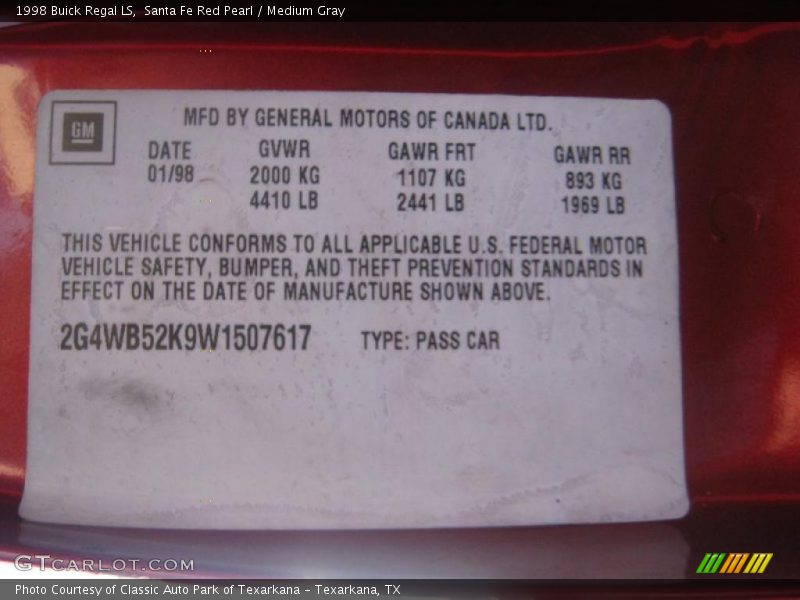 1998 Buick Regal LS,  Santa Fe Red Pearl / Medium Gray
GM
MFD BY GENERAL MOTORS OF CANADA LTD.
DATE GVWR GAWR FRT GAWR RR
01/98 2000 KG 1107 KG 893 KG
4410 LB 2441 LB 1969 LB
THIS VEHICLE CONFORMS TO ALL APPLICABLE U.S. FEDERAL MOTOR
VEHICLE SAFETY, BUMPER, AND THEFT PREVENTION STANDARDS IN
EFFECT ON THE DATE OF MANUFACTURE SHOWN ABOVE.
2G4WB52K9W1507617 TYPE: PASS CAR
GTCARLOT.COM
Photo Courtesy of Classic Auto Park of Texarkana - Texarkana, TX